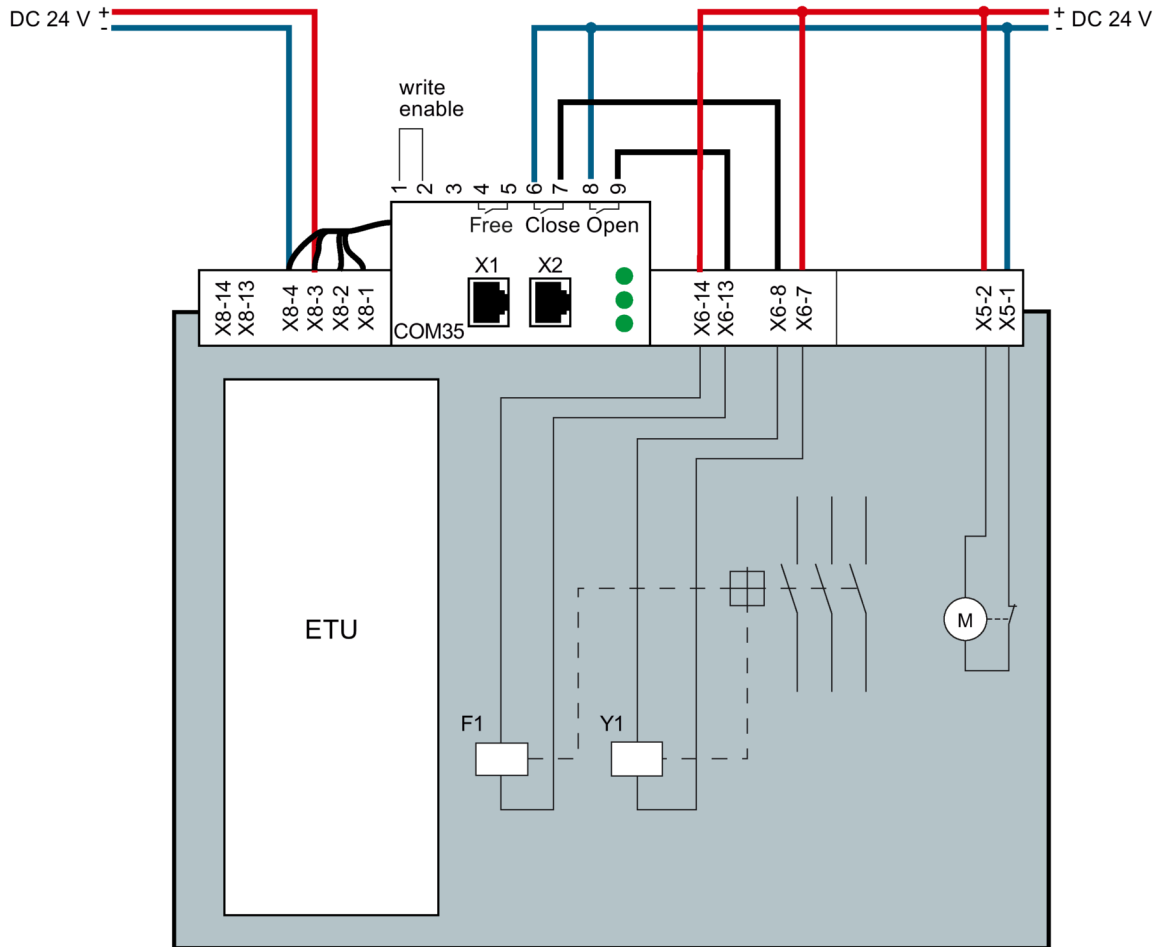 DC 24 V +
-
+ DC 24 V
-
write
enable
1
2
3
4
5
6
7
8
9
Free
Close
Open
X1
X2
COM35
X8-14
X8-13
X8-4
X8-3
X8-2
X8-1
X6-14
X6-13
X6-8
X6-7
X5-2
X5-1
ETU
M
F1
Y1